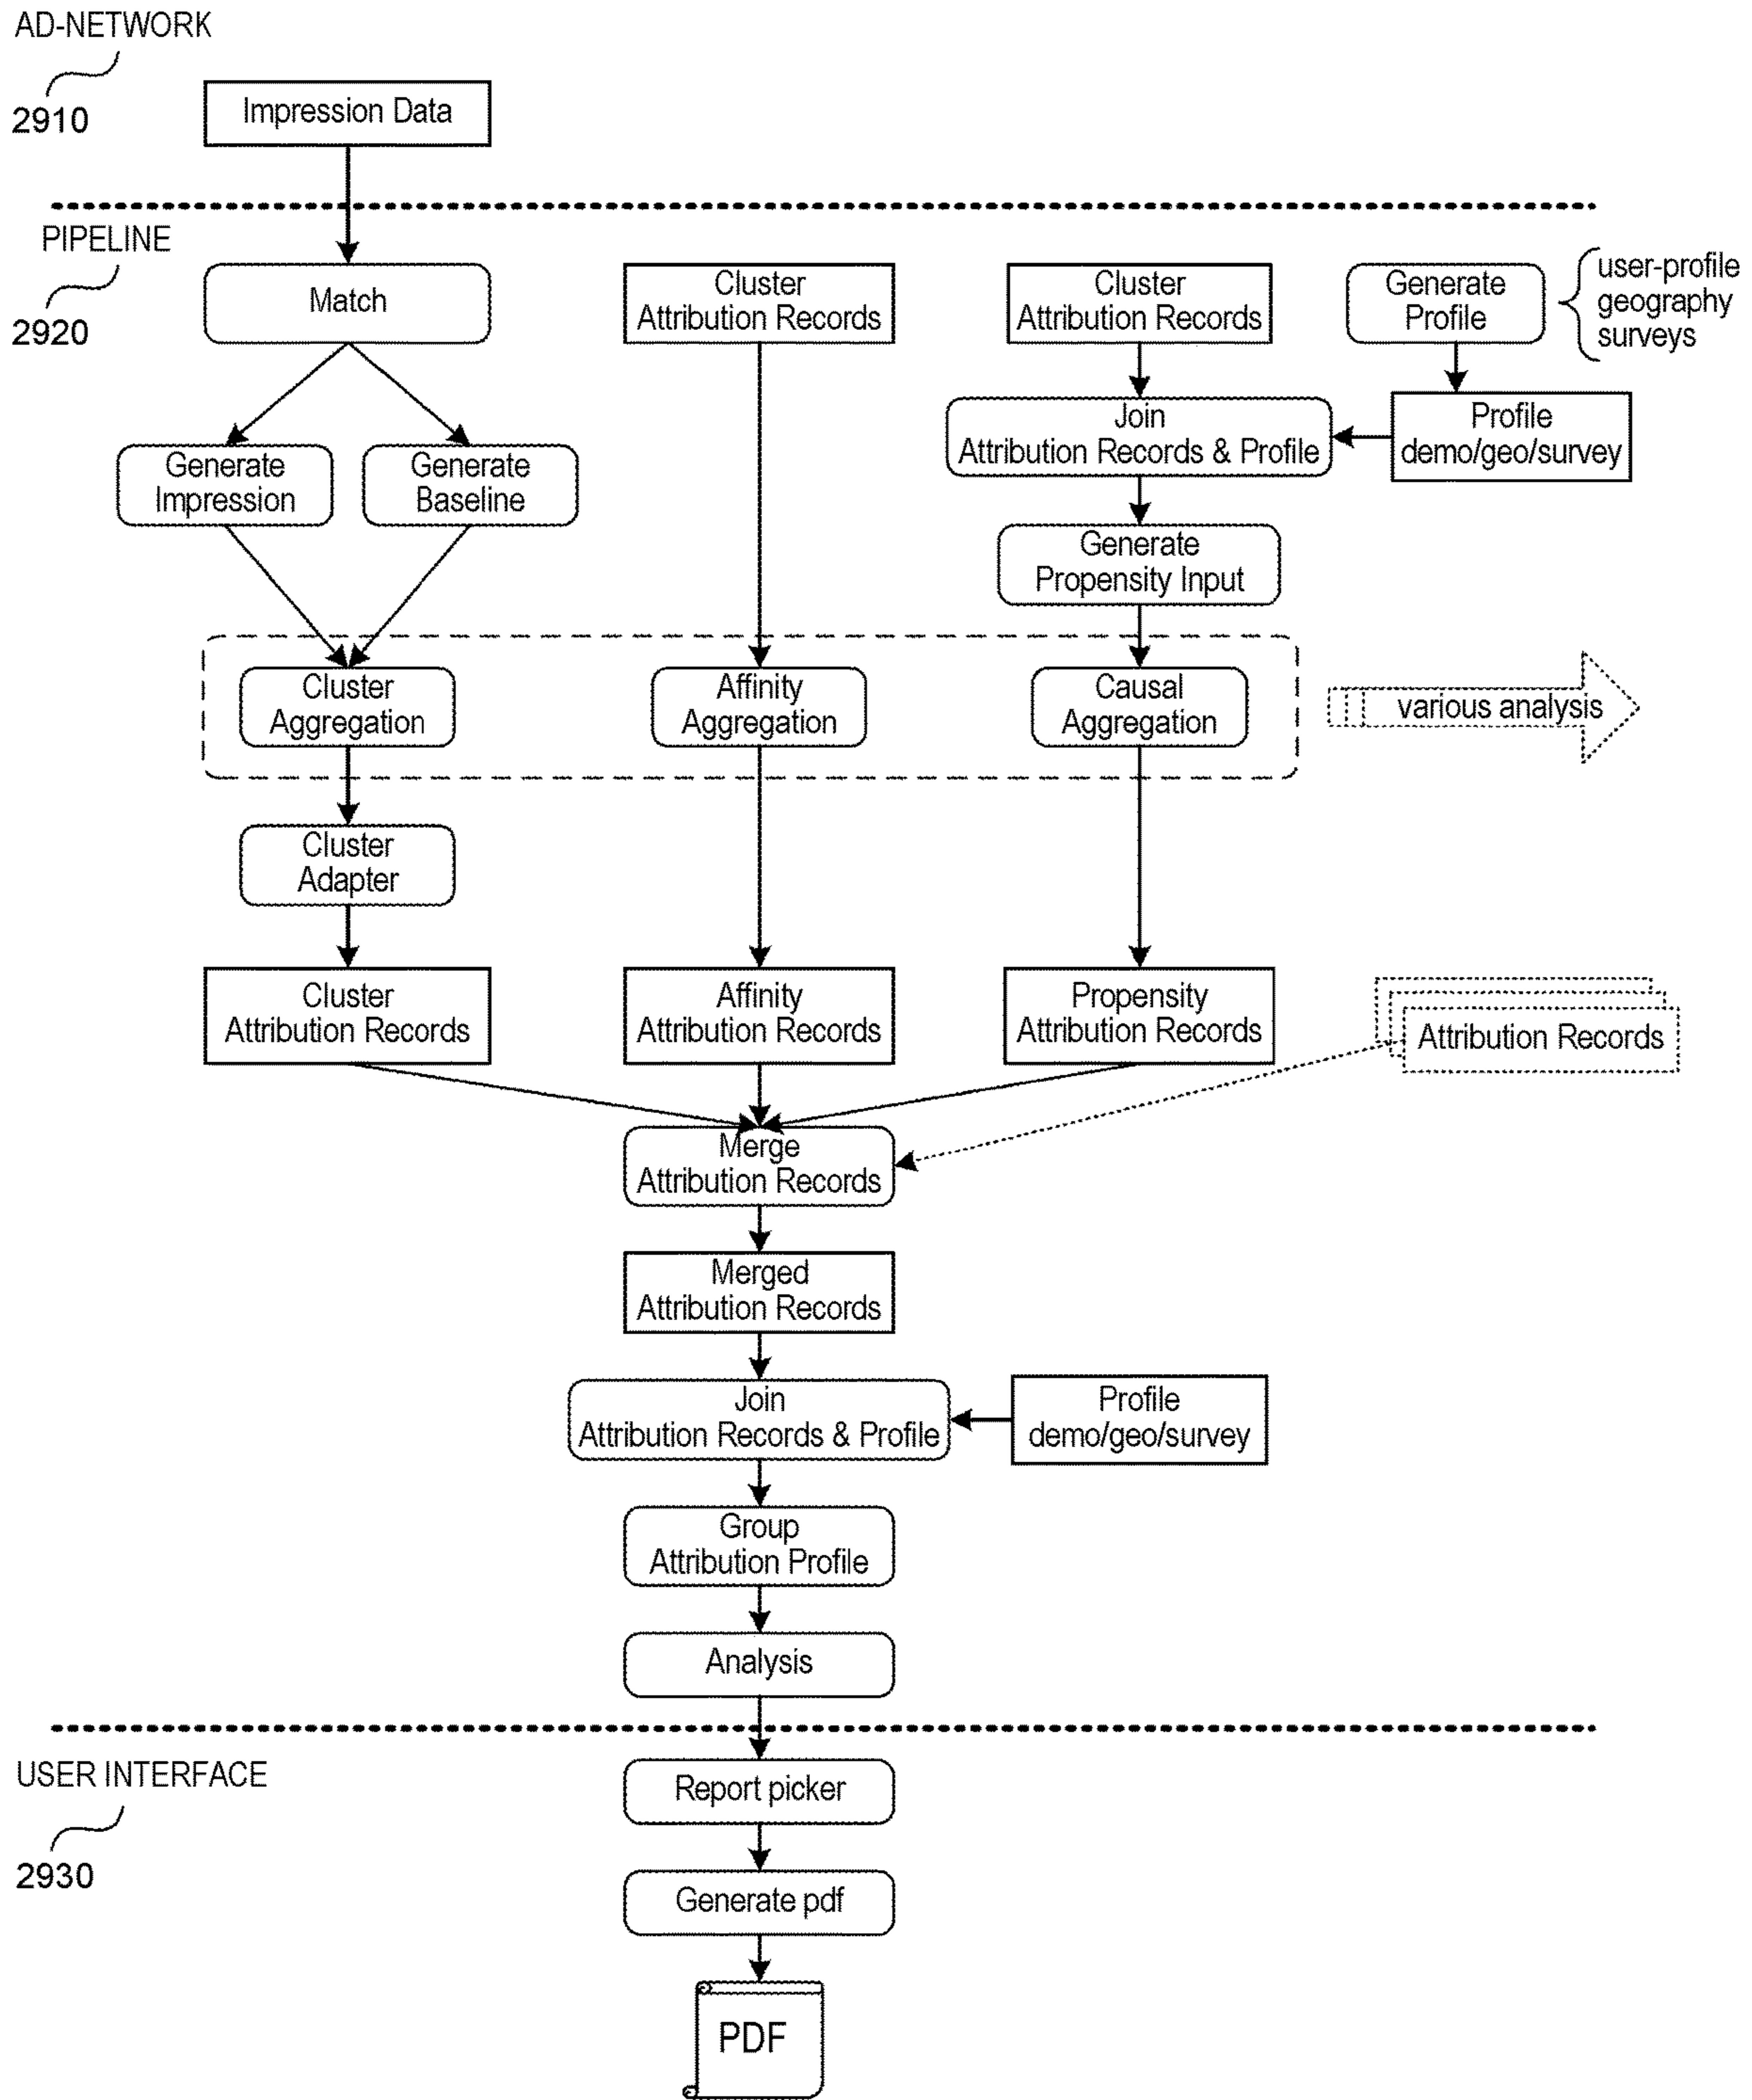 AD-NETWORK
2910
Impression Data
PIPELINE
2920
Match
Cluster
Attribution Records
Cluster
Attribution Records
Generate
Profile
user-profile
geography
surveys
Join
Attribution Records & Profile
Profile
demo/geo/survey
Generate
Impression
Generate
Baseline
Generate
Propensity Input
Cluster
Aggregation
Affinity
Aggregation
Causal
Aggregation
various analysis
Cluster
Adapter
Cluster
Attribution Records
Affinity
Attribution Records
Propensity
Attribution Records
Attribution Records
Merge
Attribution Records
Merged
Attribution Records
Join
Attribution Records & Profile
Profile
demo/geo/survey
Group
Attribution Profile
Analysis
USER INTERFACE
2930
Report picker
Generate pdf
PDF